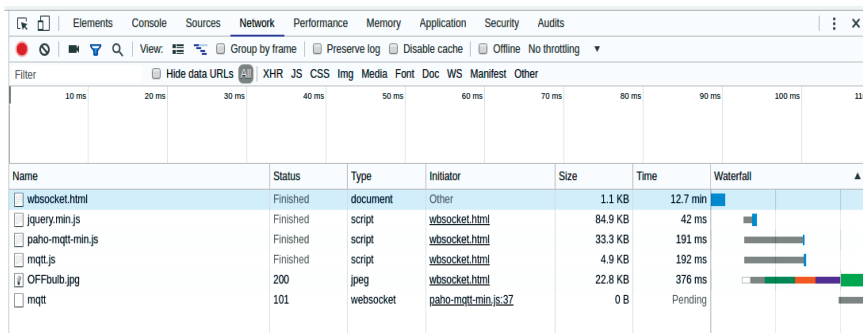 Elements Console Sources Network Performance Memory Application Security Audits
View: Group by frame Preserve log Disable cache Offline No throttling
Filter Hide data URLs All XHR JS CSS Img Media Font Doc WS Manifest Other
10 ms 20 ms 30 ms 40 ms 50 ms 60 ms 70 ms 80 ms 90 ms 100 ms 110
Name Status Type Initiator Size Time Waterfall
wbsocket.html Finished document Other 1.1 KB 12.7 min
jquery.min.js Finished script wbsocket.html 84.9 KB 42 ms
paho-mqtt-min.js Finished script wbsocket.html 33.3 KB 191 ms
mqtt.js Finished script wbsocket.html 4.9 KB 192 ms
OFFbulb.jpg 200 jpeg wbsocket.html 22.8 KB 376 ms
mqtt 101 websocket paho-mqtt-min.js:37 0 B Pending